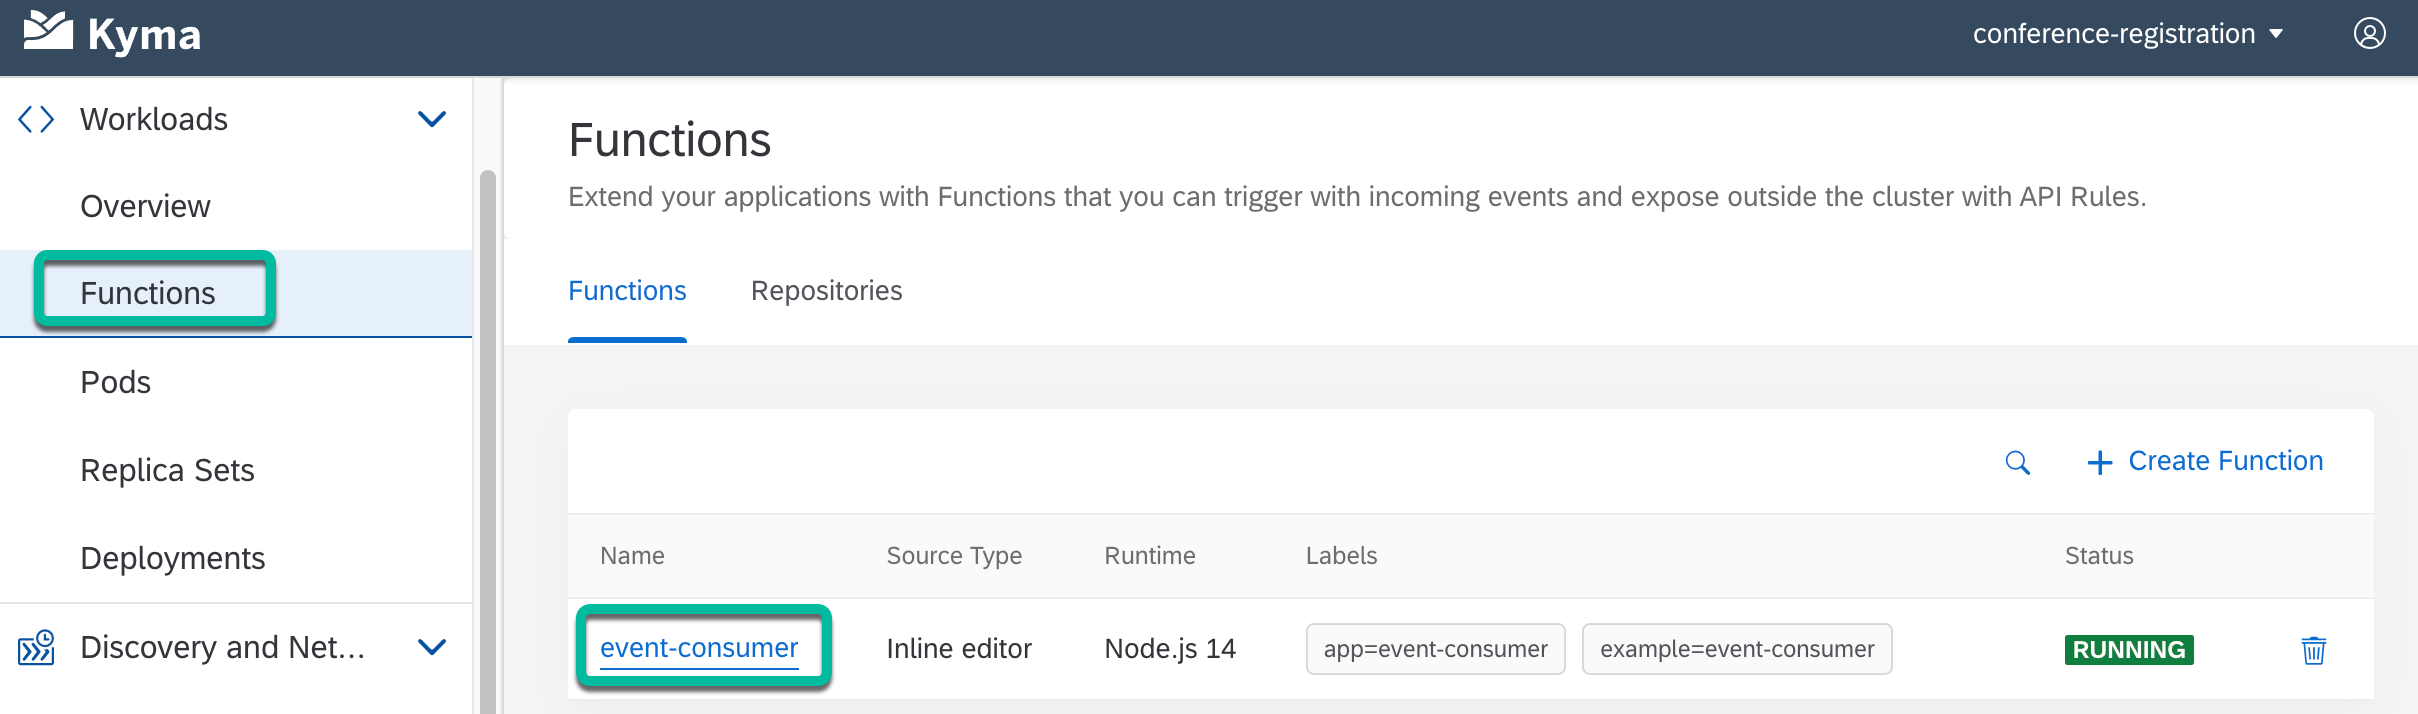 Kyma
conference-registration
Workloads
Overview
Functions
Pods
Replica Sets
Deployments
Discovery and Net...
Functions
Extend your applications with Functions that you can trigger with incoming events and expose outside the cluster with API Rules.
Functions Repositories
Create Function
Name Source Type Runtime Labels Status
event-consumer Inline editor Node.js 14 app=event-consumer example=event-consumer RUNNING